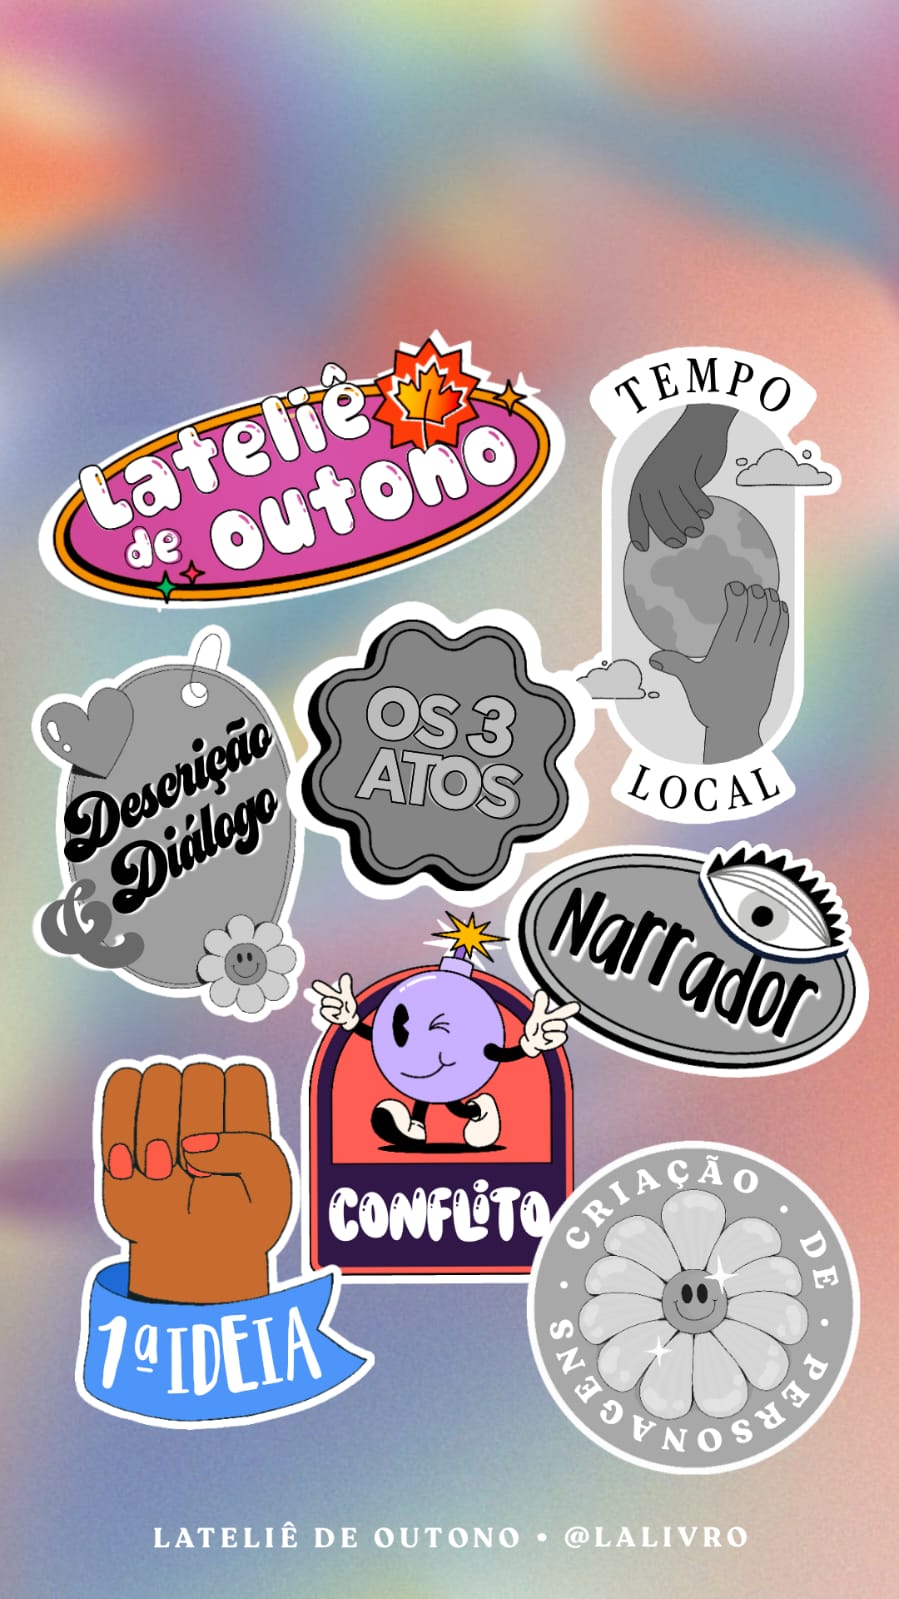 Lateliê
de outono
TEMPO
LOCAL
OS 3
ATOS
Descrição
&
Diálogo
Narrador
CONFLITO
1ª IDEIA
CRIAÇÃO · DE · PERSONAGENS ·
LATELIÊ DE OUTONO • @LALIVRO